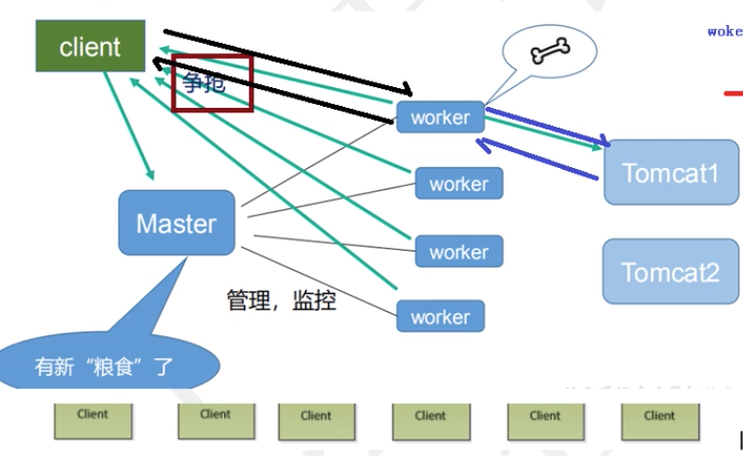 client
woke
争抢
worker
Tomcat1
worker
Master
worker
Tomcat2
管理，监控
worker
有新“粮食”了
Client
Client
Client
Client
Client
Client